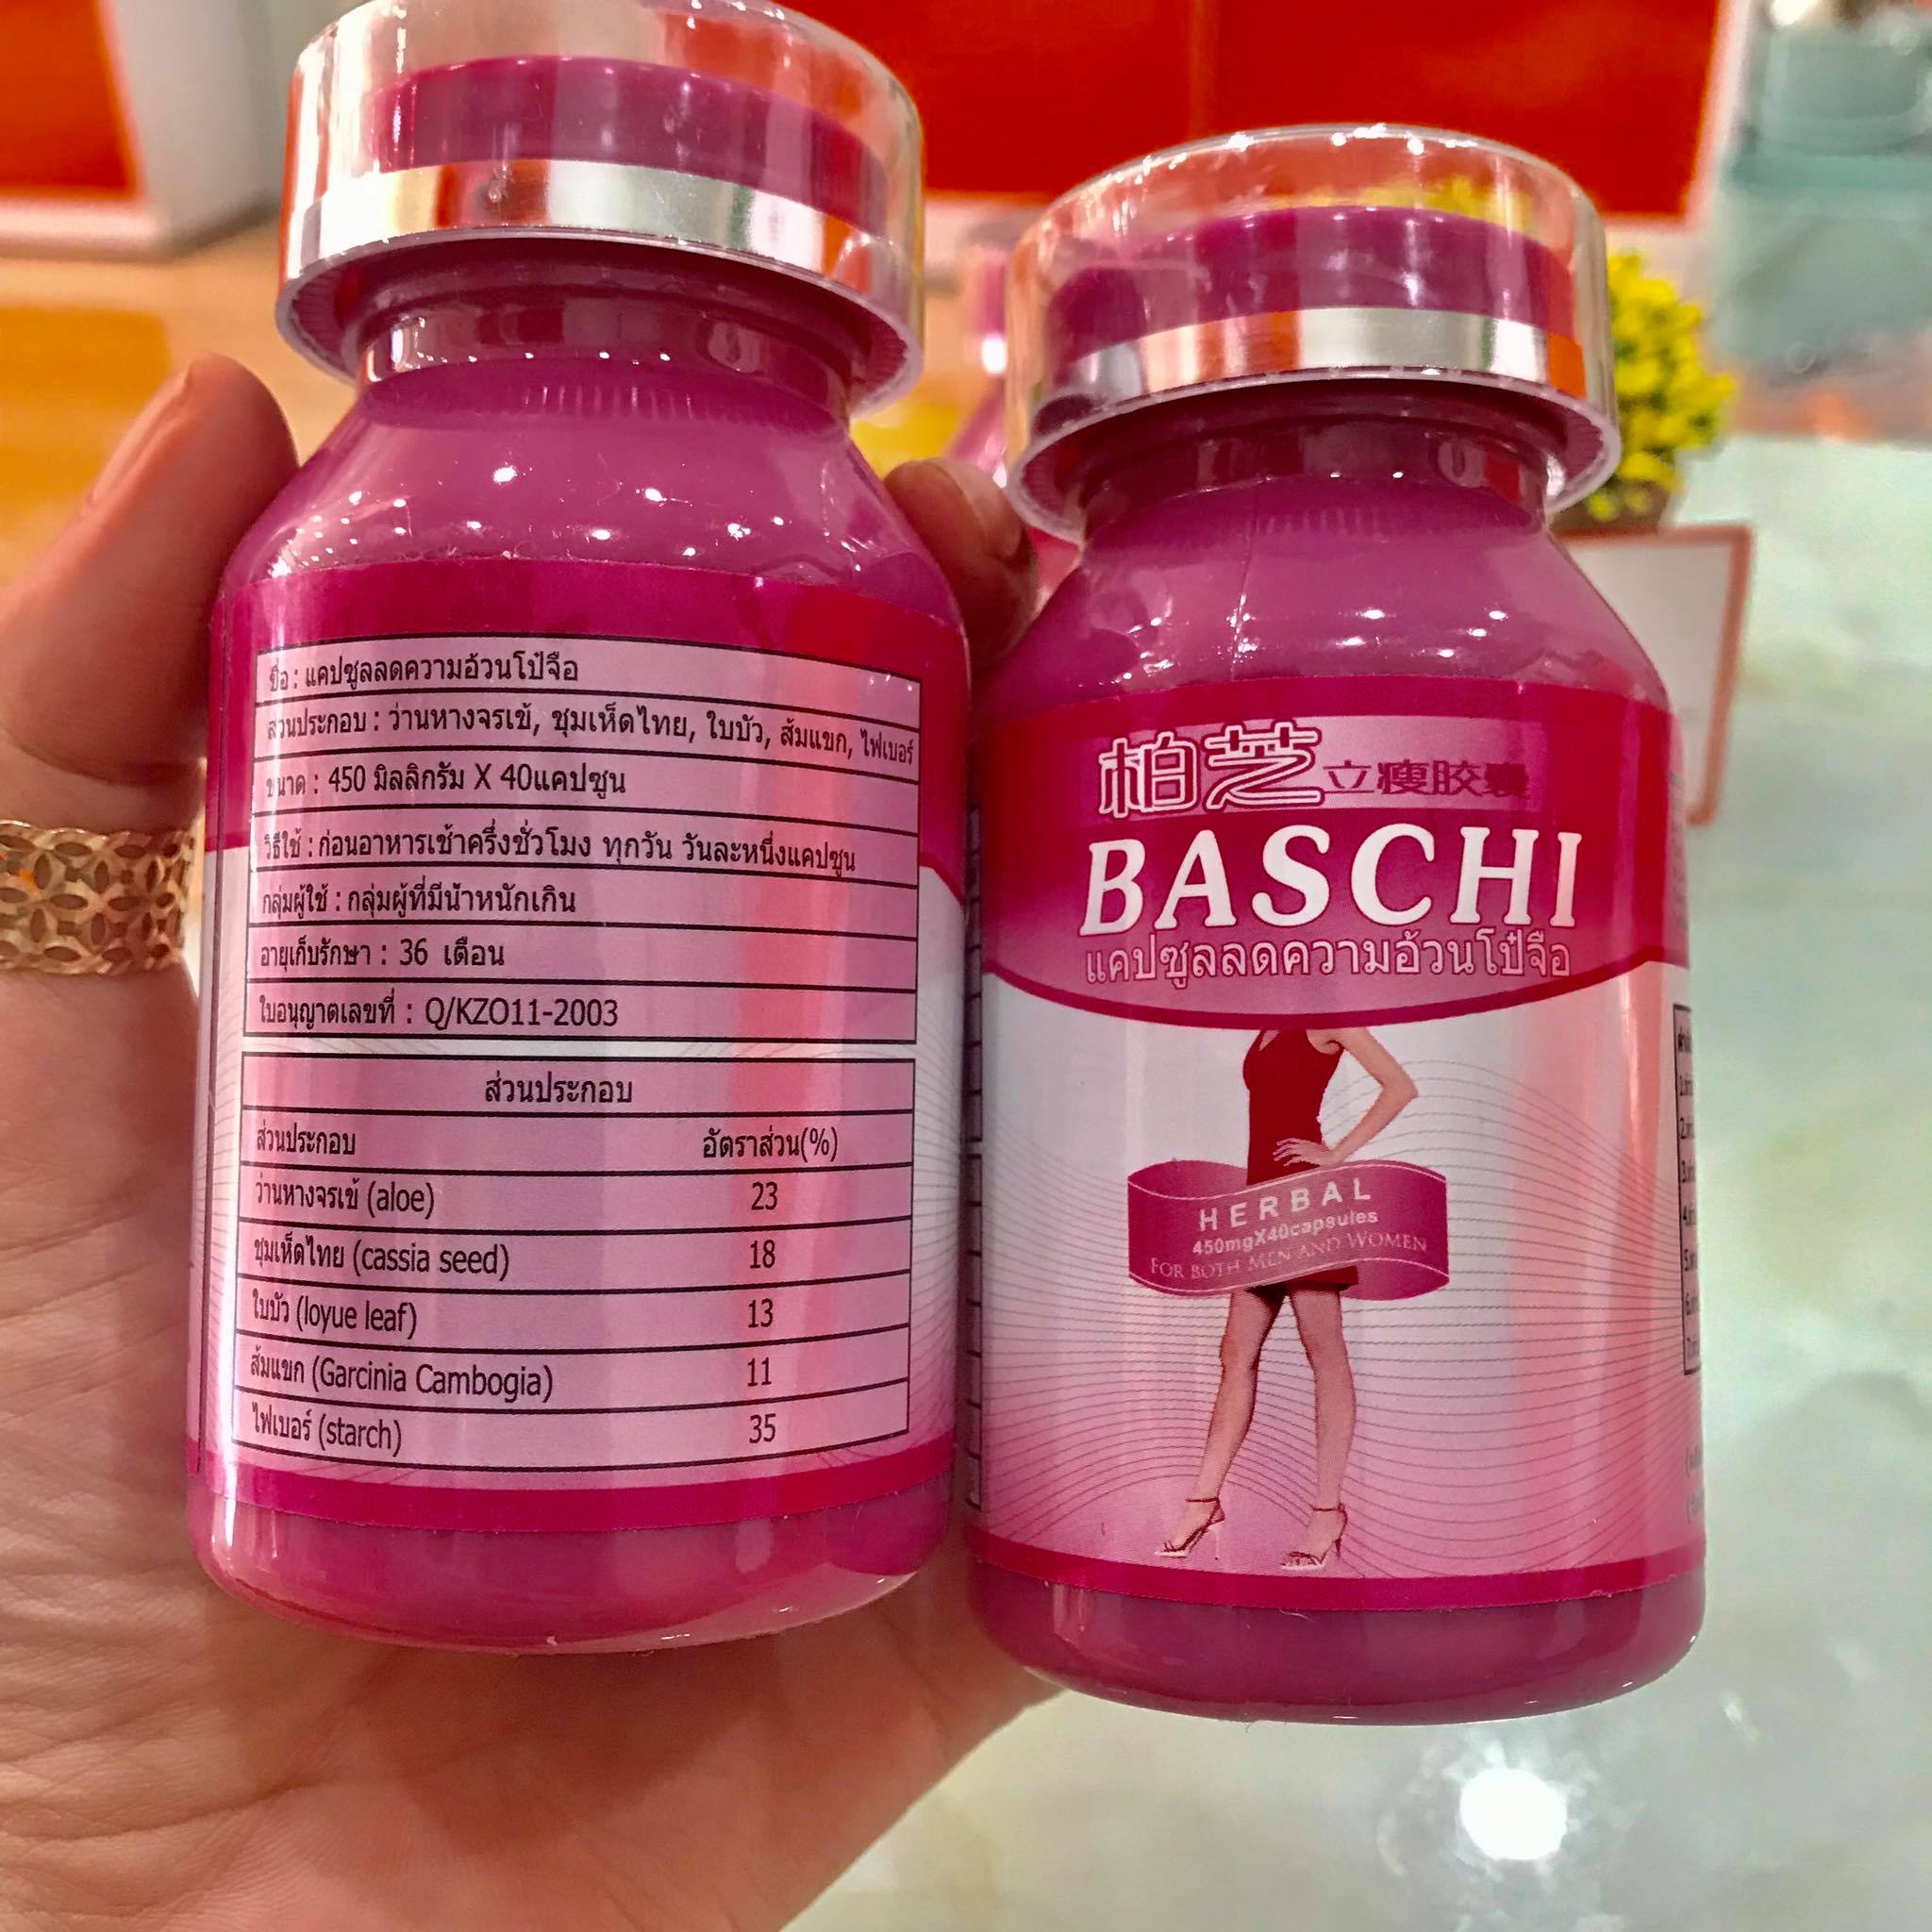 ชื่อ : แคปซูลลดความอ้วนโป๋จือ
ส่วนประกอบ : ว่านหางจรเข้, ชุมเห็ดไทย, ใบบัว, ส้มแขก, ไฟเบอร์
ขนาด : 450 มิลลิกรัม X 40แคปซูน
วิธีใช้ : ก่อนอาหารเช้าครึ่งชั่วโมง ทุกวัน วันละหนึ่งแคปซูน
กลุ่มผู้ใช้ : กลุ่มผู้ที่มีน้ำหนักเกิน
อายุเก็บรักษา : 36 เดือน
ใบอนุญาตเลขที่ : Q/KZO11-2003
ส่วนประกอบ
ส่วนประกอบ อัตราส่วน(%)
ว่านหางจรเข้ (aloe) 23
ชุมเห็ดไทย (cassia seed) 18
ใบบัว (loyue leaf) 13
ส้มแขก (Garcinia Cambogia) 11
ไฟเบอร์ (starch) 35
柏芝立瘦胶囊
BASCHI
แคปซูลลดความอ้วนโป๋จือ
HERBAL
450mgX40capsules
FOR BOTH MEN AND WOMEN